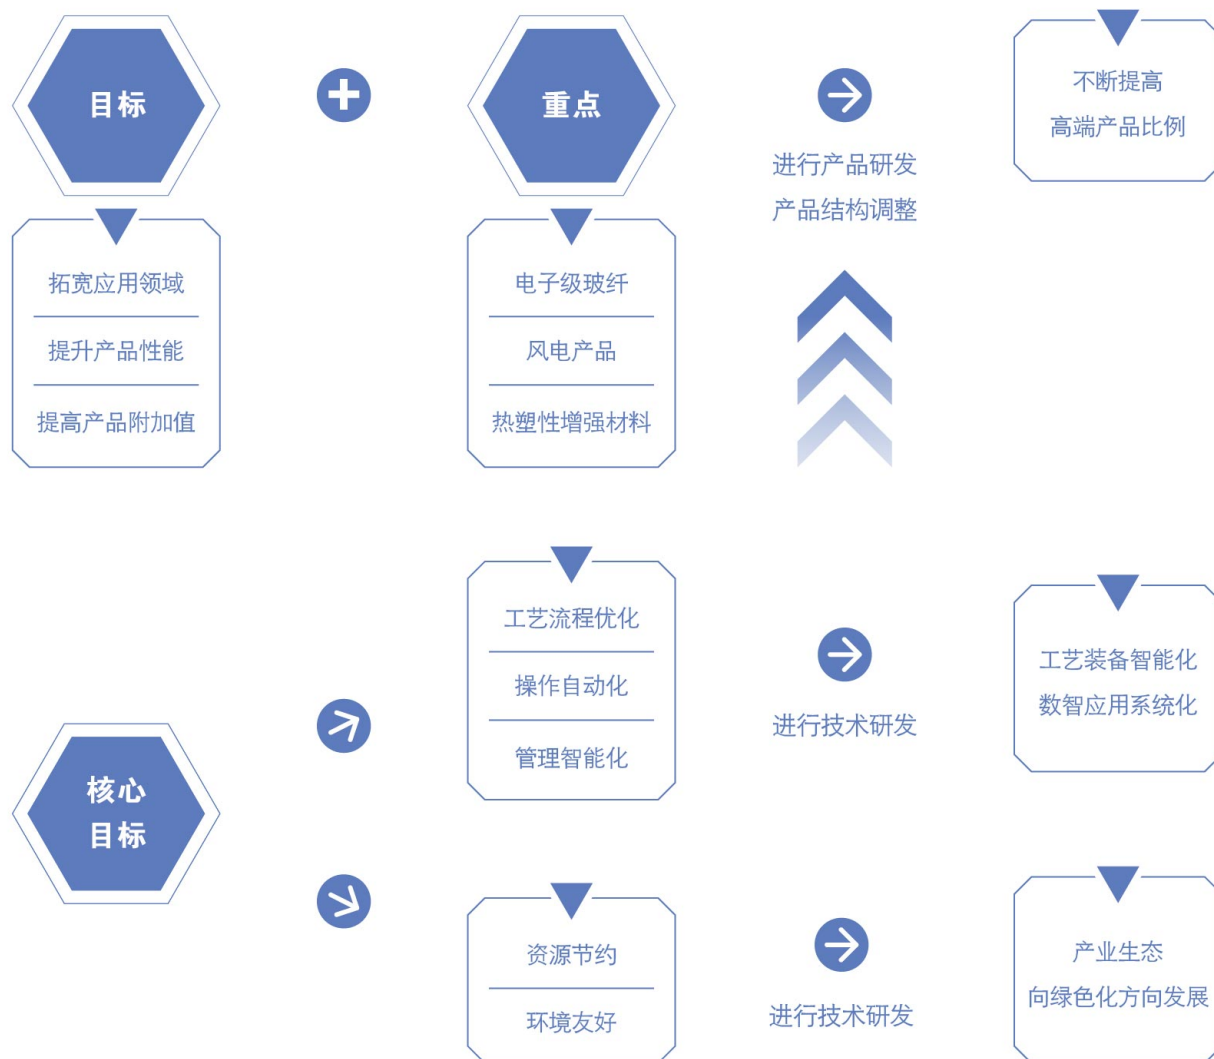 目标
重点
进行产品研发
产品结构调整
不断提高
高端产品比例
拓宽应用领域
提升产品性能
提高产品附加值
电子级玻纤
风电产品
热塑性增强材料
核心
目标
工艺流程优化
操作自动化
管理智能化
进行技术研发
工艺装备智能化
数智应用系统化
资源节约
环境友好
进行技术研发
产业生态
向绿色化方向发展